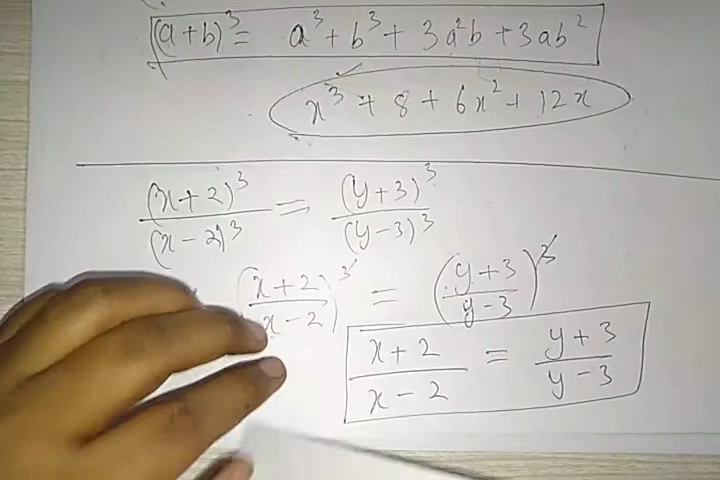 (a+b)³ = a³ + b³ + 3a²b + 3ab²
x³ + 8 + 6x² + 12x
(x+2)³/(x-2)³ = (y+3)³/(y-3)³
(x+2/x-2)³ = (y+3/y-3)³
x+2/x-2 = y+3/y-3